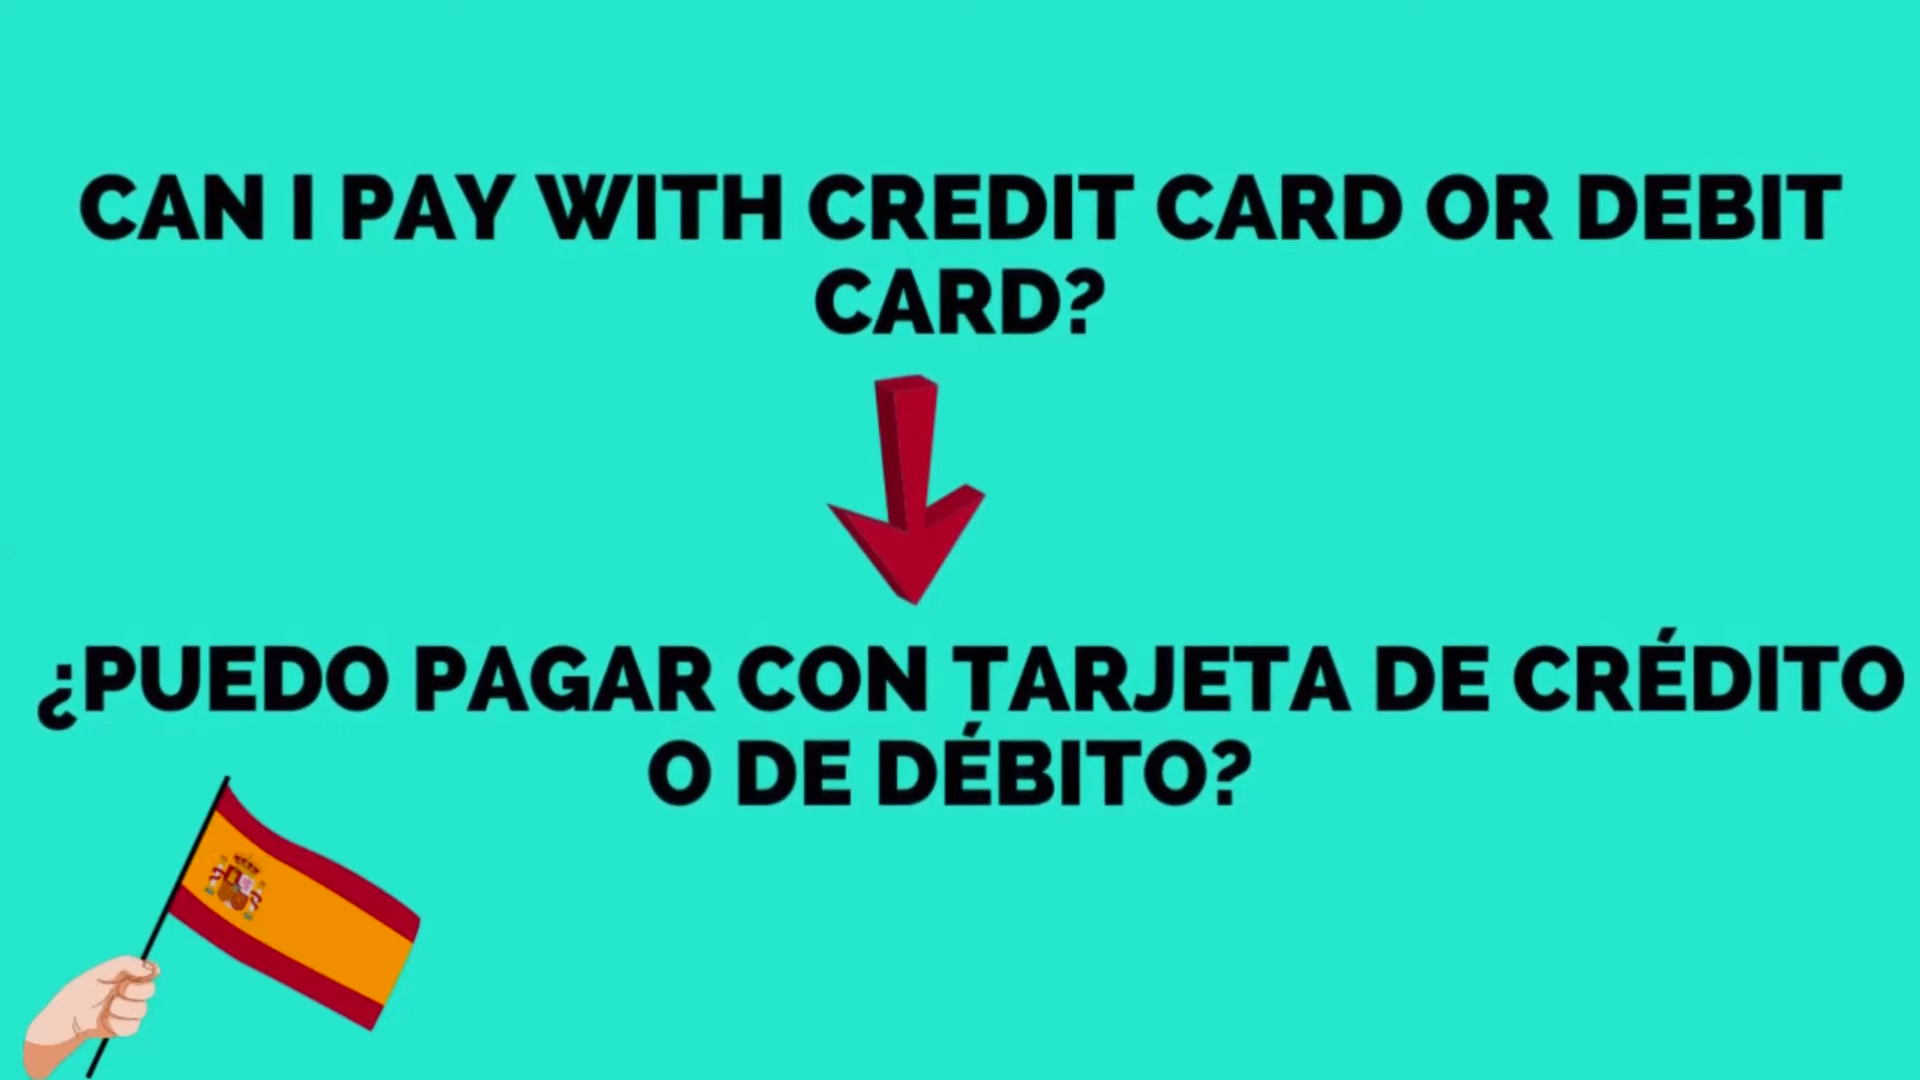 CAN I PAY WITH CREDIT CARD OR DEBIT
CARD?
¿PUEDO PAGAR CON TARJETA DE CRÉDITO
O DE DÉBITO?